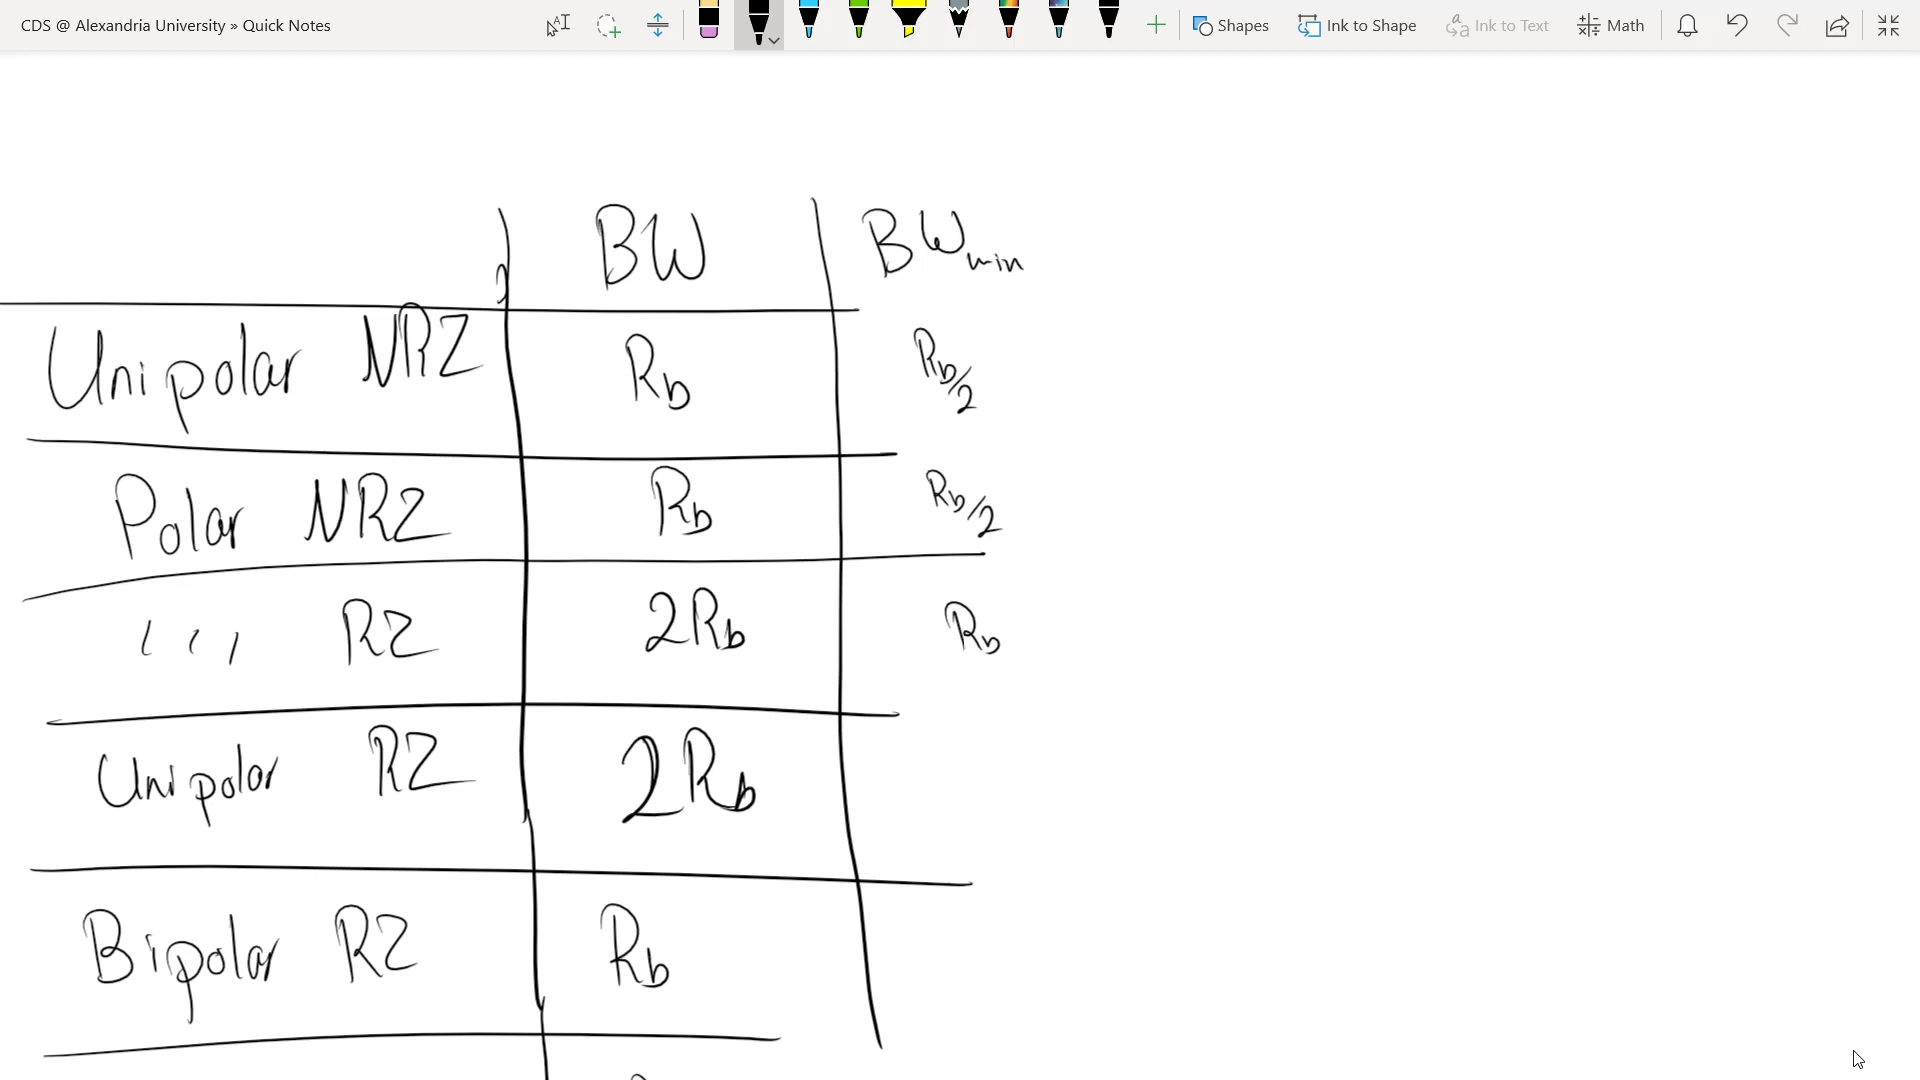 CDS @ Alexandria University » Quick Notes Shapes Ink to Shape Ink to Text Math
BW BWmin
Unipolar NRZ Rb Rb/2
Polar NRZ Rb Rb/2
RZ 2Rb Rb
Unipolar RZ 2Rb
Bipolar RZ Rb